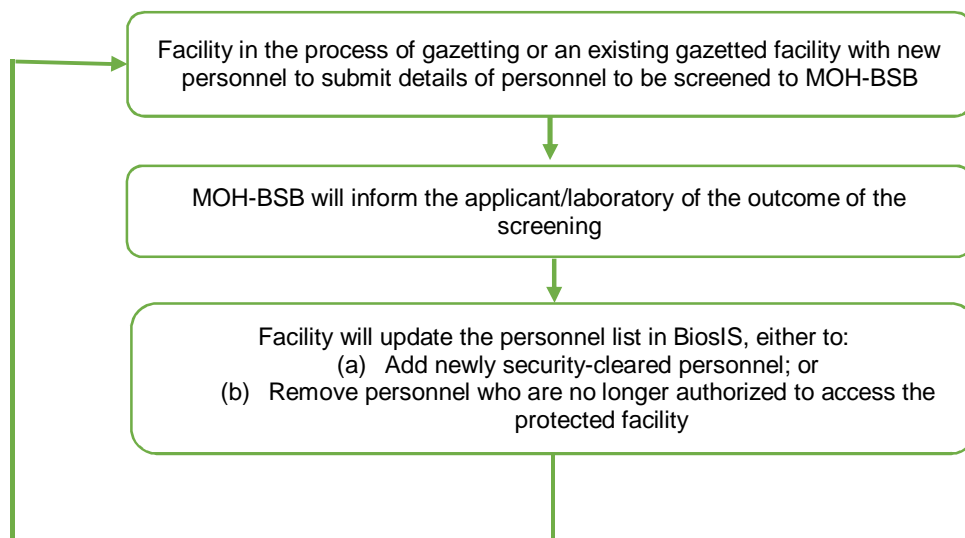 Facility in the process of gazetting or an existing gazetted facility with new
personnel to submit details of personnel to be screened to MOH-BSB
MOH-BSB will inform the applicant/laboratory of the outcome of the
screening
Facility will update the personnel list in BiosIS, either to:
(a) Add newly security-cleared personnel; or
(b) Remove personnel who are no longer authorized to access the
protected facility